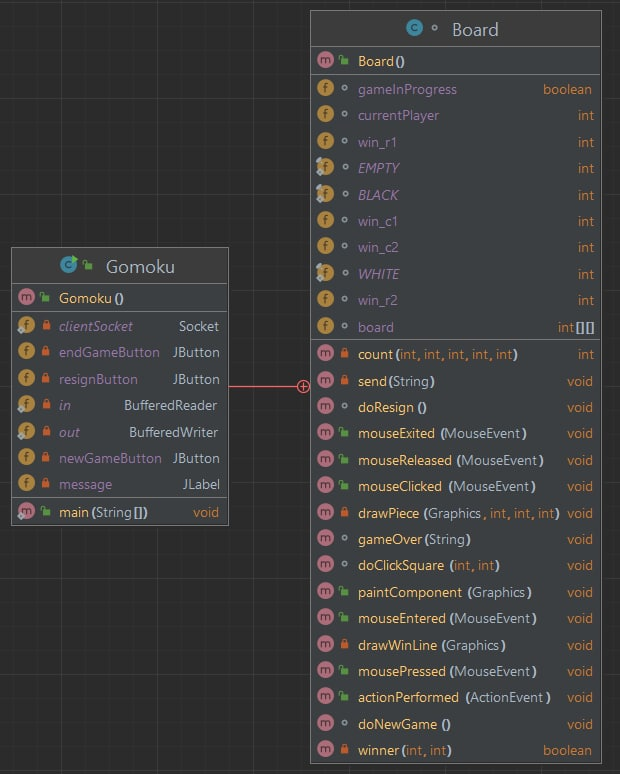 Gomoku
Gomoku()
clientSocket Socket
endGameButton JButton
resignButton JButton
in BufferedReader
out BufferedWriter
newGameButton JButton
message JLabel
main(String[]) void
Board
Board()
gameInProgress boolean
currentPlayer int
win_r1 int
EMPTY int
BLACK int
win_c1 int
win_c2 int
WHITE int
win_r2 int
board int[][]
count(int, int, int, int, int) int
send(String) void
doResign () void
mouseExited (MouseEvent) void
mouseReleased (MouseEvent) void
mouseClicked (MouseEvent) void
drawPiece (Graphics, int, int, int) void
gameOver(String) void
doClickSquare (int, int) void
paintComponent (Graphics) void
mouseEntered (MouseEvent) void
drawWinLine (Graphics) void
mousePressed (MouseEvent) void
actionPerformed (ActionEvent) void
doNewGame () void
winner(int, int) boolean